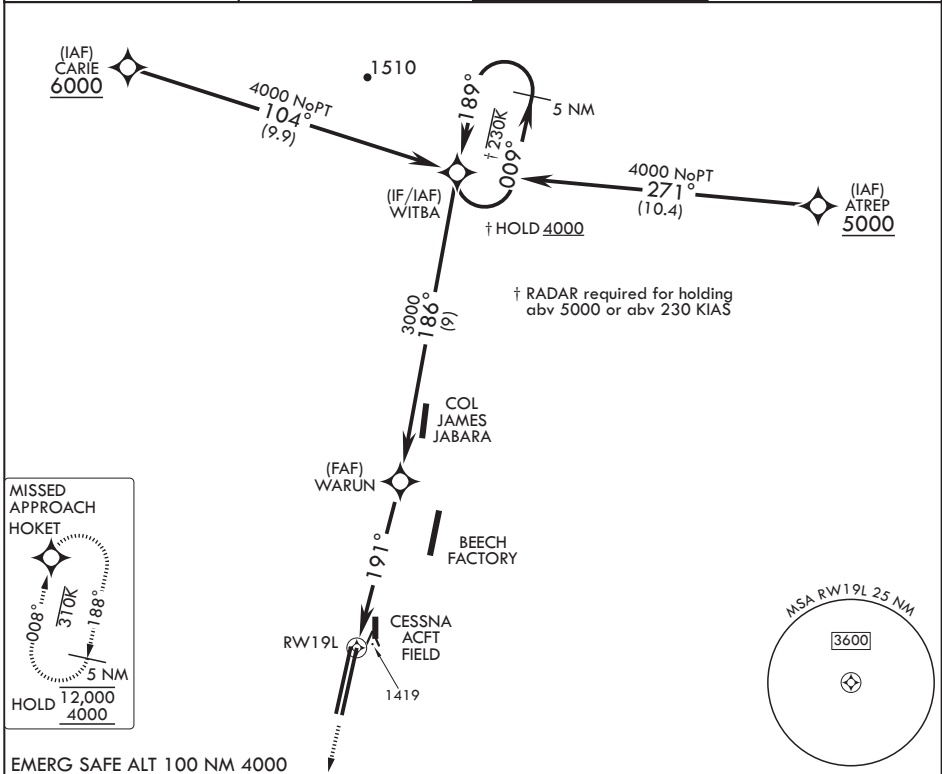 (IAF)
CARIE
6000
1510
4000 NoPT
104°
(9.9)
189°
† 230K
009°
5 NM
(IF/IAF)
WITBA
† HOLD 4000
4000 NoPT
271°
(10.4)
(IAF)
ATREP
5000
† RADAR required for holding
abv 5000 or abv 230 KIAS
3000
186°
(9)
COL
JAMES
JABARA
(FAF)
WARUN
BEECH
FACTORY
191°
RW19L
CESSNA
ACFT
FIELD
1419
MISSED
APPROACH
HOKET
008°
310K
188°
5 NM
HOLD 12,000
4000
MSA RW19L 25 NM
3600
EMERG SAFE ALT 100 NM 4000